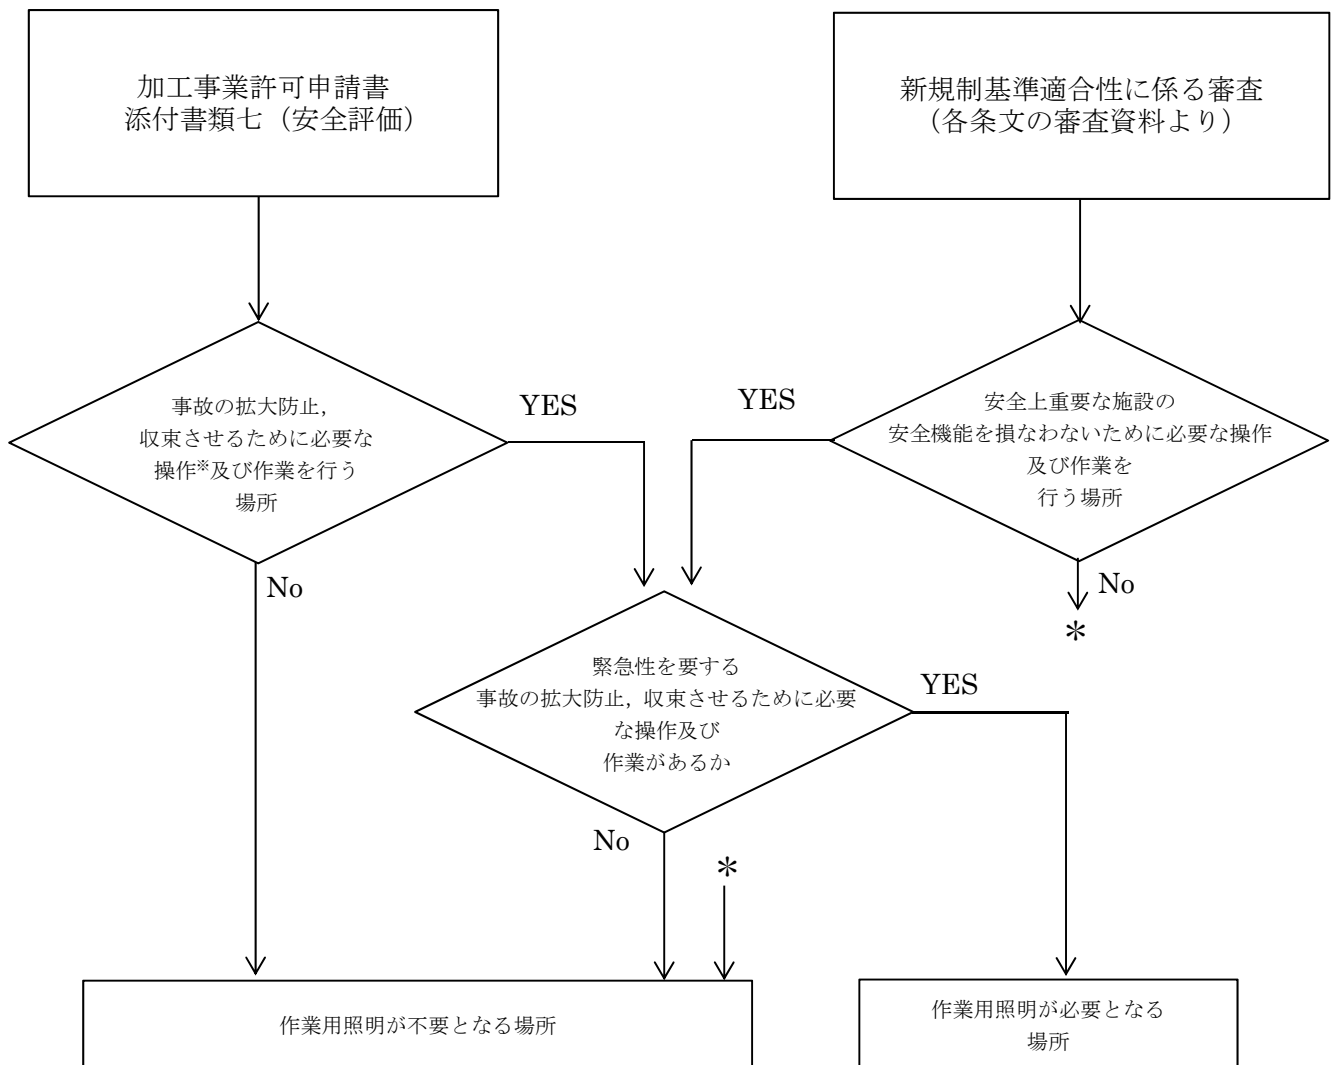 加工事業許可申請書
添付書類七（安全評価）
新規制基準適合性に係る審査
（各条文の審査資料より）
事故の拡大防止，
収束させるために必要な
操作※及び作業を行う
場所
YES
YES
安全上重要な施設の
安全機能を損なわないために必要な操作
及び作業を
行う場所
No
No
＊
緊急性を要する
事故の拡大防止，収束させるために必要
な操作及び
作業があるか
YES
No
＊
作業用照明が不要となる場所
作業用照明が必要となる
場所